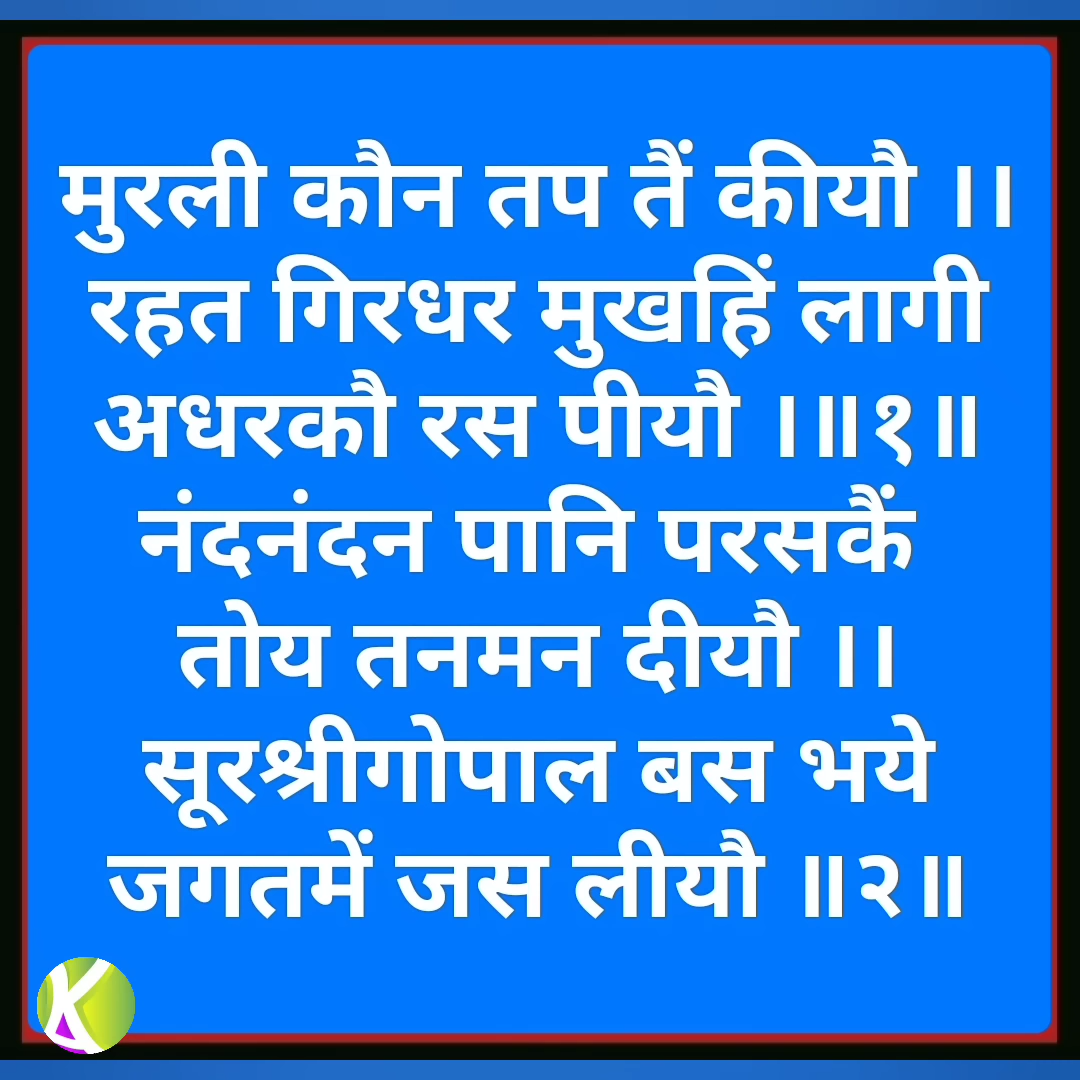 मुरली कौन तप तैं कीयौ ।।
रहत गिरधर मुखहिं लागी
अधरकौ रस पीयौ ।॥१॥
नंदनंदन पानि परसकैं
तोय तनमन दीयौ ।।
सूरश्रीगोपाल बस भये
जगतमें जस लीयौ ॥२॥
K